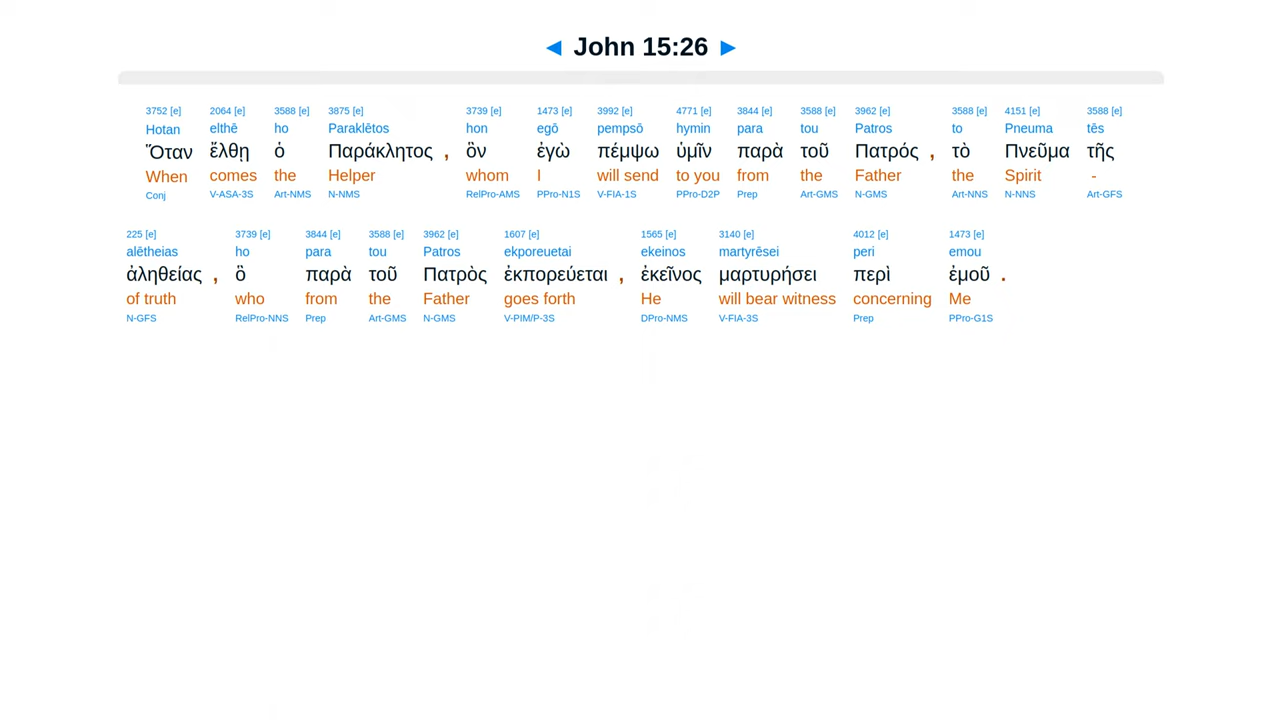 ◄ John 15:26 ►
3752 [e] 2064 [e] 3588 [e] 3875 [e] 3739 [e] 1473 [e] 3992 [e] 4771 [e] 3844 [e] 3588 [e] 3962 [e] 3588 [e] 4151 [e] 3588 [e]
Hotan elthē ho Paraklētos hon egō pempsō hymin para tou Patros to Pneuma tēs
Ὅταν ἔλθῃ ὁ Παράκλητος , ὃν ἐγὼ πέμψω ὑμῖν παρὰ τοῦ Πατρός , τὸ Πνεῦμα τῆς
When comes the Helper whom I will send to you from the Father the Spirit -
Conj V-ASA-3S Art-NMS N-NMS RelPro-AMS PPro-N1S V-FIA-1S PPro-D2P Prep Art-GMS N-GMS Art-NNS N-NNS Art-GFS
225 [e] 3739 [e] 3844 [e] 3588 [e] 3962 [e] 1607 [e] 1565 [e] 3140 [e] 4012 [e] 1473 [e]
alētheias ho para tou Patros ekporeuetai ekeinos martyrēsei peri emou
ἀληθείας , ὃ παρὰ τοῦ Πατρὸς ἐκπορεύεται , ἐκεῖνος μαρτυρήσει περὶ ἐμοῦ .
of truth who from the Father goes forth He will bear witness concerning Me
N-GFS RelPro-NNS Prep Art-GMS N-GMS V-PIM/P-3S DPro-NMS V-FIA-3S Prep PPro-G1S